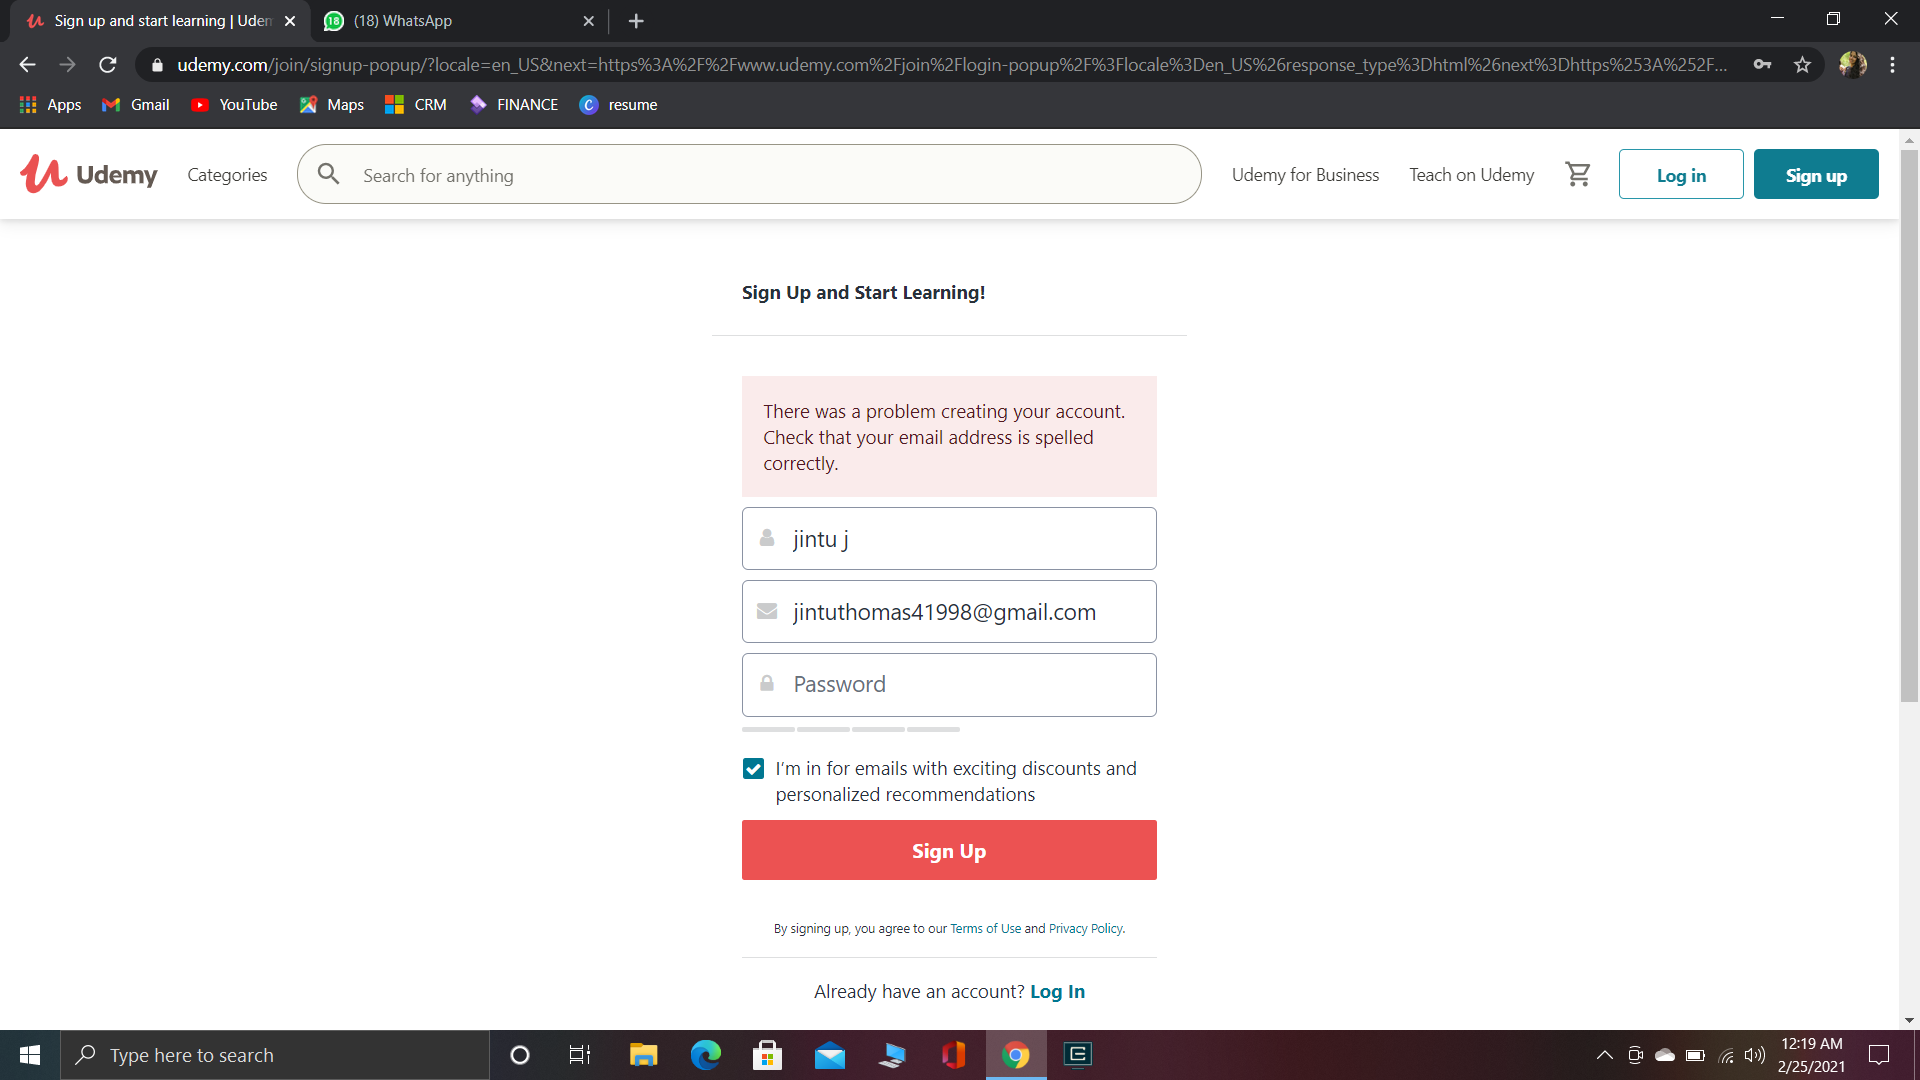 Sign up and start learning | Udem
(18) WhatsApp
udemy.com/join/signup-popup/?locale=en_US&next=https%3A%2F%2Fwww.udemy.com%2Fjoin%2Flogin-popup%2F%3Flocale%3Den_US%26response_type%3Dhtml%26next%3Dhttps%253A%252F...
Apps Gmail YouTube Maps CRM FINANCE resume
Udemy Categories Search for anything Udemy for Business Teach on Udemy Log in Sign up
Sign Up and Start Learning!
There was a problem creating your account.
Check that your email address is spelled
correctly.
jintu j
jintuthomas41998@gmail.com
Password
I'm in for emails with exciting discounts and
personalized recommendations
Sign Up
By signing up, you agree to our Terms of Use and Privacy Policy.
Already have an account? Log In
Type here to search
12:19 AM
2/25/2021